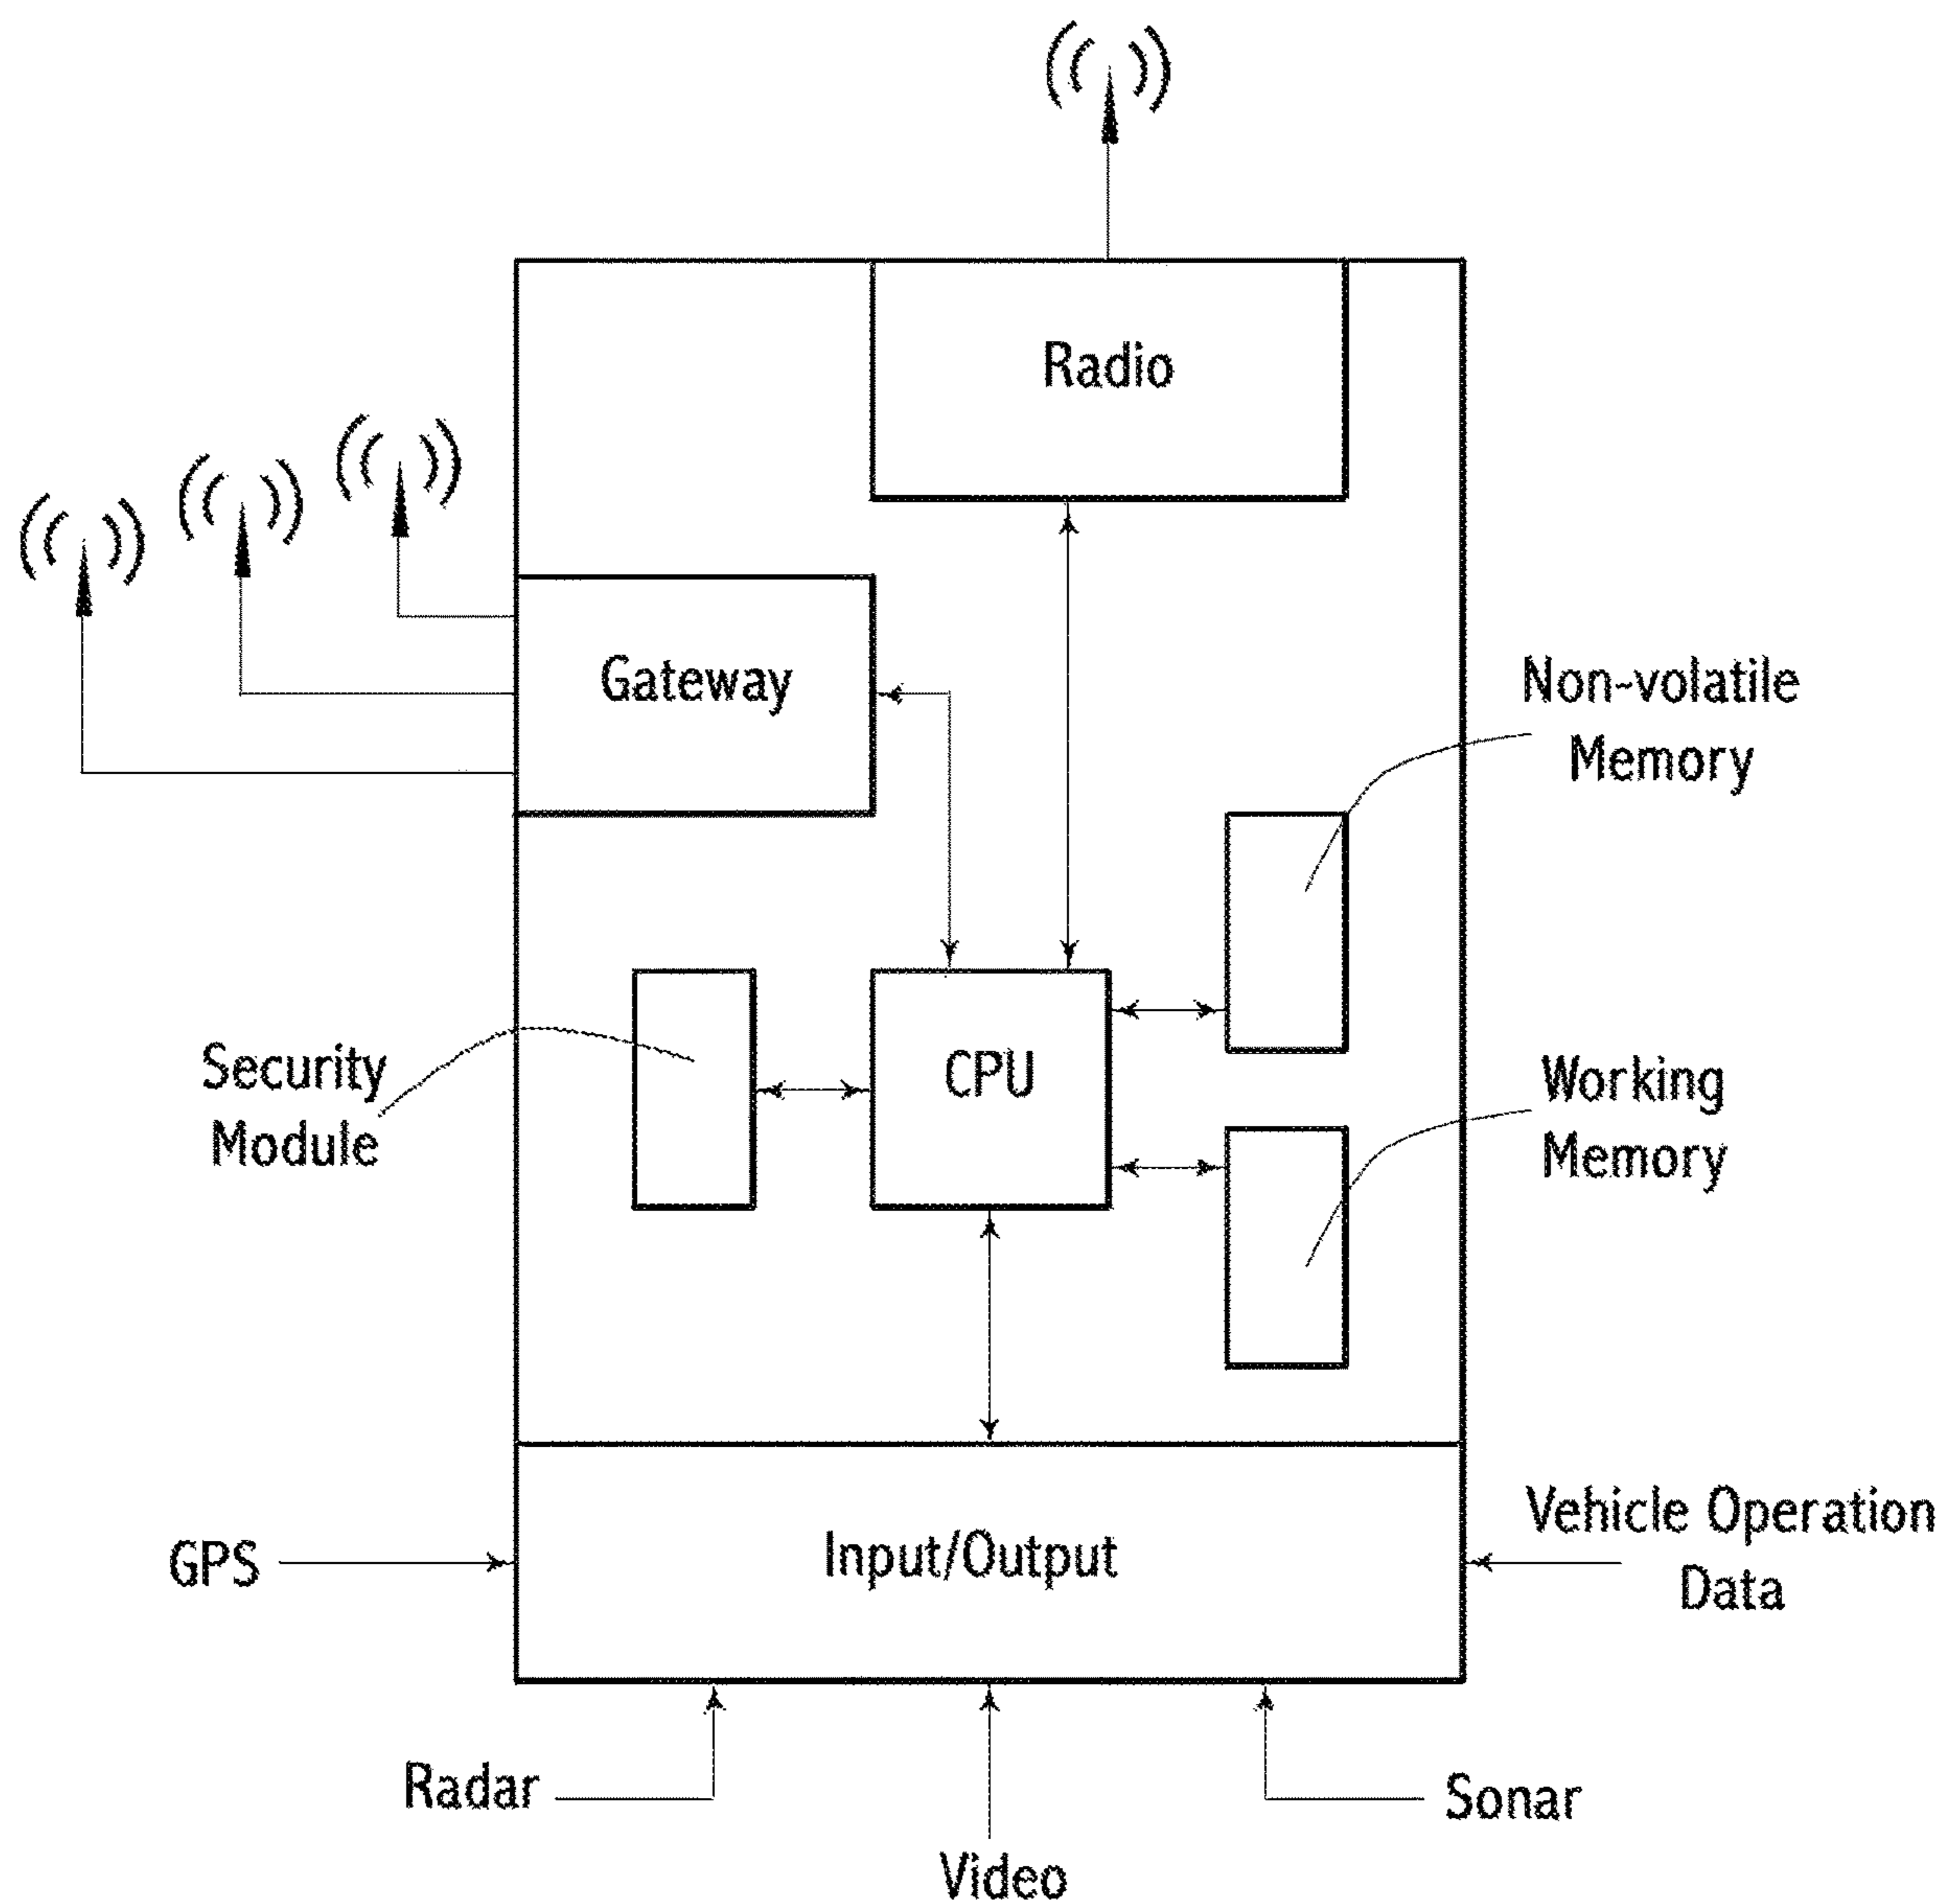 Radio
Gateway
Non-volatile
Memory
Security
Module
CPU
Working
Memory
GPS
Input/Output
Vehicle Operation
Data
Radar
Video
Sonar